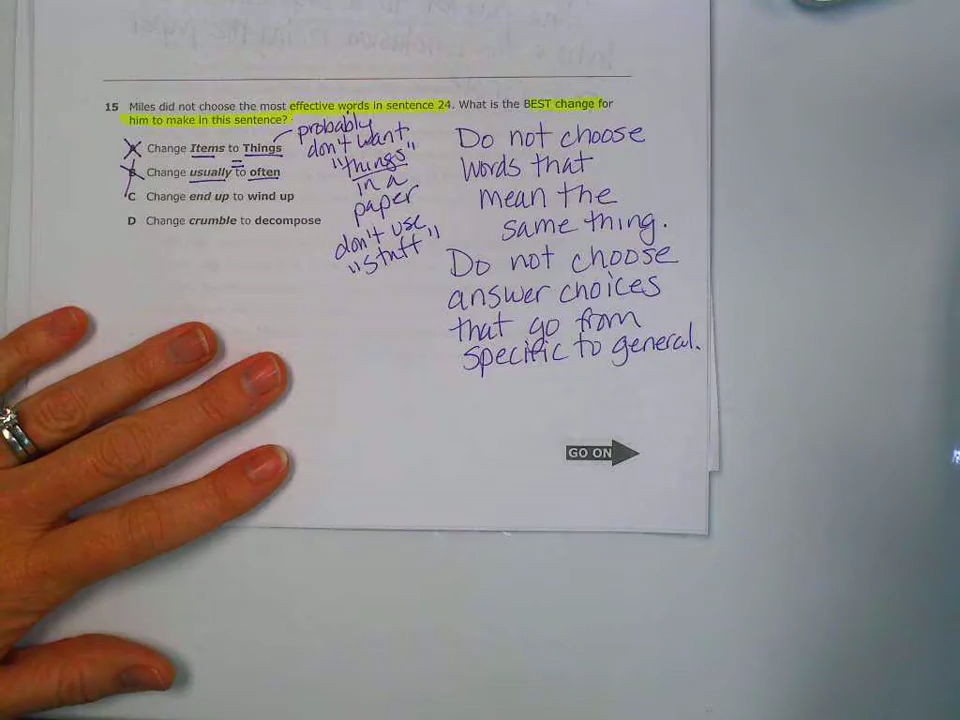 15 Miles did not choose the most effective words in sentence 24. What is the BEST change for
him to make in this sentence?
A Change Items to Things
B Change usually to often
C Change end up to wind up
D Change crumble to decompose
probably
don't want
"things"
in a
paper
don't use
"stuff"
Do not choose
words that
mean the
same thing.
Do not choose
answer choices
that go from
specific to general.
GO ON